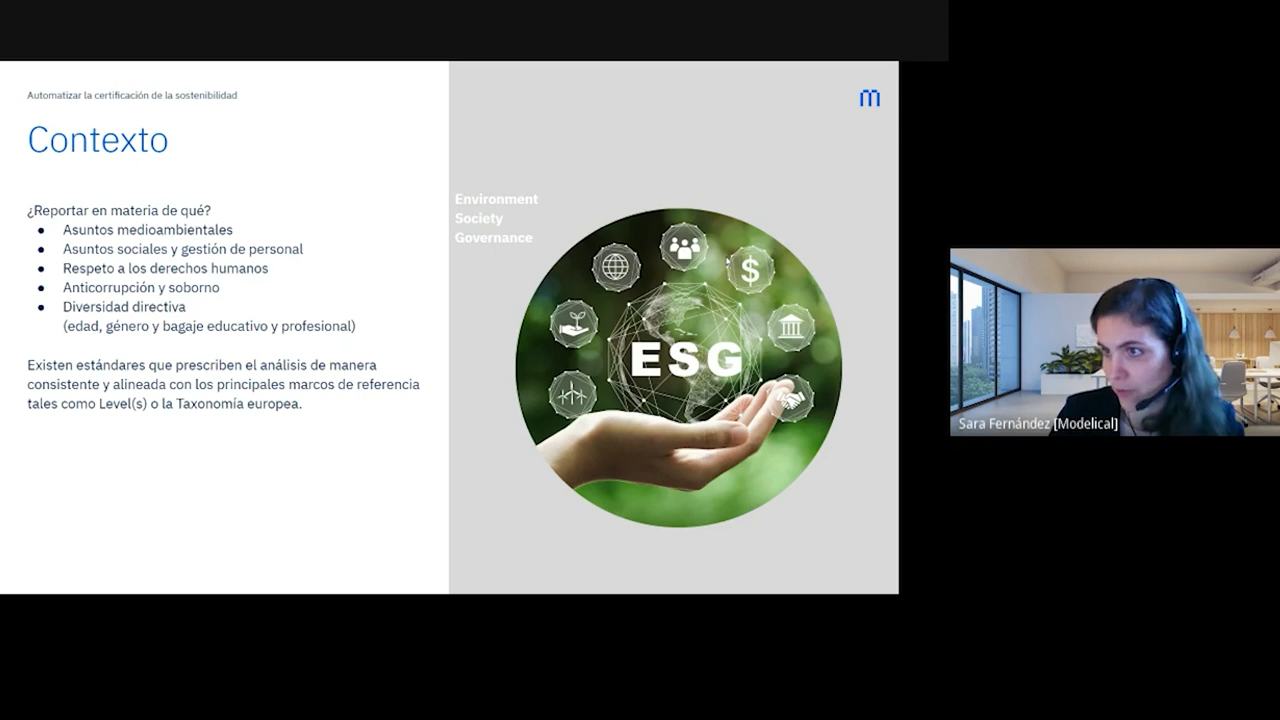 Automatizar la certificación de la sostenibilidad
Contexto
¿Reportar en materia de qué?
● Asuntos medioambientales
● Asuntos sociales y gestión de personal
● Respeto a los derechos humanos
● Anticorrupción y soborno
● Diversidad directiva
(edad, género y bagaje educativo y profesional)
Existen estándares que prescriben el análisis de manera
consistente y alineada con los principales marcos de referencia
tales como Level(s) o la Taxonomía europea.
m
Environment
Society
Governance
$
ESG
Sara Fernández [Modelical]